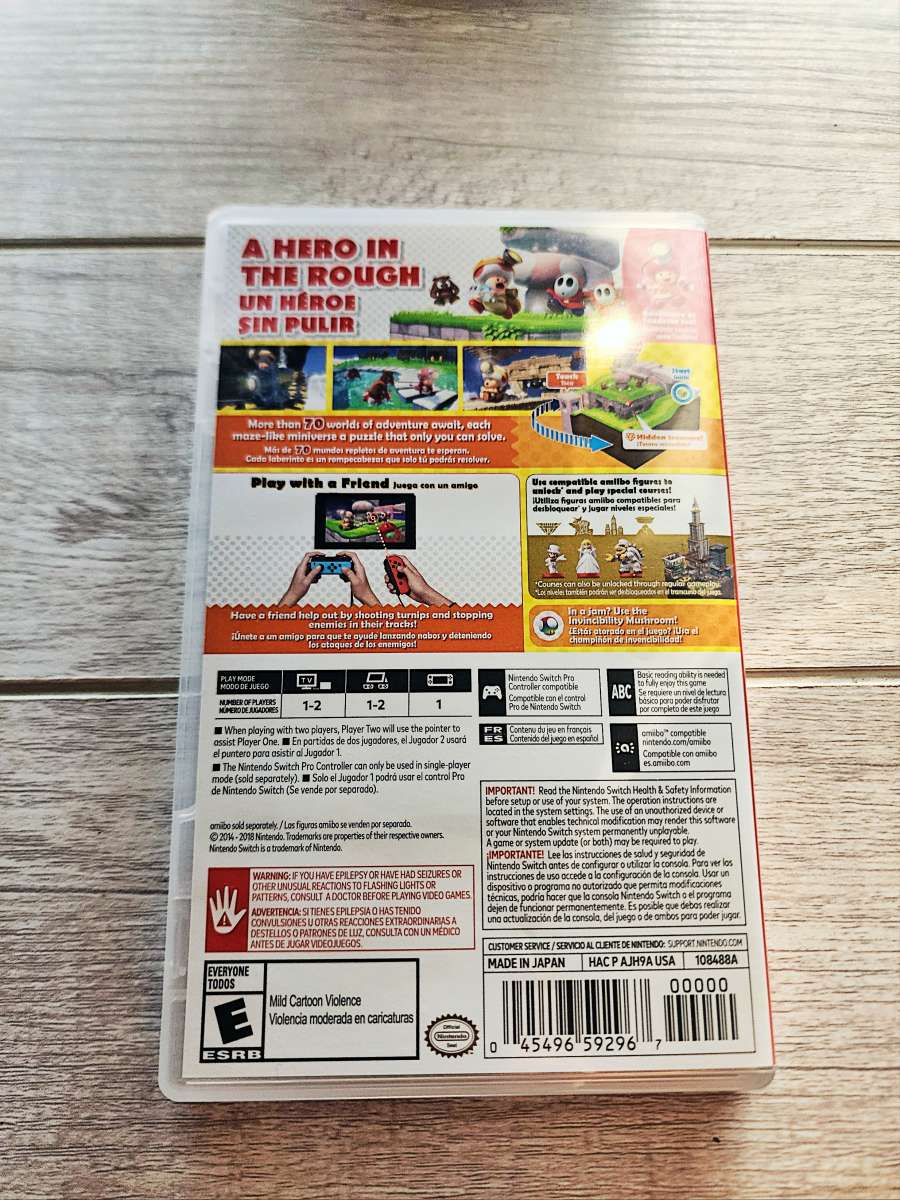 A HERO IN
THE ROUGH
UN HÉROE
SIN PULIR
Touch
Start
Hidden treasure!
More than 70 worlds of adventure await, each
maze-like miniverse a puzzle that only you can solve.
Más de 70 mundos repletos de aventura te esperan.
Cada laberinto es un rompecabezas que solo tú podrás resolver.
Play with a Friend Juega con un amigo
Have a friend help out by shooting turnips and stopping
enemies in their tracks!
¡Únete a un amigo para que te ayude lanzando nabos y deteniendo
los ataques de los enemigos!
Use compatible amiibo figures to
unlock* and play special courses!
¡Utiliza figuras amiibo compatibles para
desbloquear* y jugar niveles especiales!
*Courses can also be unlocked through regular gameplay.
*Los niveles también podrán ser desbloqueados en el transcurso del juego.
In a jam? Use the
Invincibility Mushroom!
¿Estás atorado en el juego? ¡Usa el
champiñón de invencibilidad!
PLAY MODE
MODO DE JUEGO
TV
NUMBER OF PLAYERS
NÚMERO DE JUGADORES
1-2
1-2
1
Nintendo Switch Pro
Controller compatible
Compatible con el control
Pro de Nintendo Switch
ABC
Basic reading ability is needed
to fully enjoy this game
Se requiere un nivel de lectura
básico para poder disfrutar
por completo de este juego
FR
ES
Contenu du jeu en français
Contenido del juego en español
amiibo™ compatible
nintendo.com/amiibo
Compatible con amiibo
es.amiibo.com
■ When playing with two players, Player Two will use the pointer to
assist Player One. ■ En partidas de dos jugadores, el Jugador 2 usará
el puntero para asistir al Jugador 1.
■ The Nintendo Switch Pro Controller can only be used in single-player
mode (sold separately). ■ Solo el Jugador 1 podrá usar el control Pro
de Nintendo Switch (Se vende por separado).
amiibo sold separately. / Las figuras amiibo se venden por separado.
© 2014 - 2018 Nintendo. Trademarks are properties of their respective owners.
Nintendo Switch is a trademark of Nintendo.
IMPORTANT! Read the Nintendo Switch Health & Safety Information
before setup or use of your system. The operation instructions are
located in the system settings. The use of an unauthorized device or
software that enables technical modification may render this software
or your Nintendo Switch system permanently unplayable.
A game or system update (or both) may be required to play.
¡IMPORTANTE! Lee las instrucciones de salud y seguridad de
Nintendo Switch antes de configurar o utilizar la consola. Para ver las
instrucciones de uso accede a la configuración de la consola. Usar un
dispositivo o programa no autorizado que permita modificaciones
técnicas, podría hacer que la consola Nintendo Switch o el programa
dejen de funcionar permanentemente. Es posible que debas realizar
una actualización de la consola, del juego o de ambos para poder jugar.
WARNING: IF YOU HAVE EPILEPSY OR HAVE HAD SEIZURES OR
OTHER UNUSUAL REACTIONS TO FLASHING LIGHTS OR
PATTERNS, CONSULT A DOCTOR BEFORE PLAYING VIDEO GAMES.
ADVERTENCIA: SI TIENES EPILEPSIA O HAS TENIDO
CONVULSIONES U OTRAS REACCIONES EXTRAORDINARIAS A
DESTELLOS O PATRONES DE LUZ, CONSULTA CON UN MÉDICO
ANTES DE JUGAR VIDEOJUEGOS.
CUSTOMER SERVICE / SERVICIO AL CLIENTE DE NINTENDO: SUPPORT.NINTENDO.COM
MADE IN JAPAN
HAC P AJH9A USA
108488A
EVERYONE
TODOS
E
ESRB
Mild Cartoon Violence
Violencia moderada en caricaturas
Official
Nintendo
Seal
00000
0 45496 59296 7